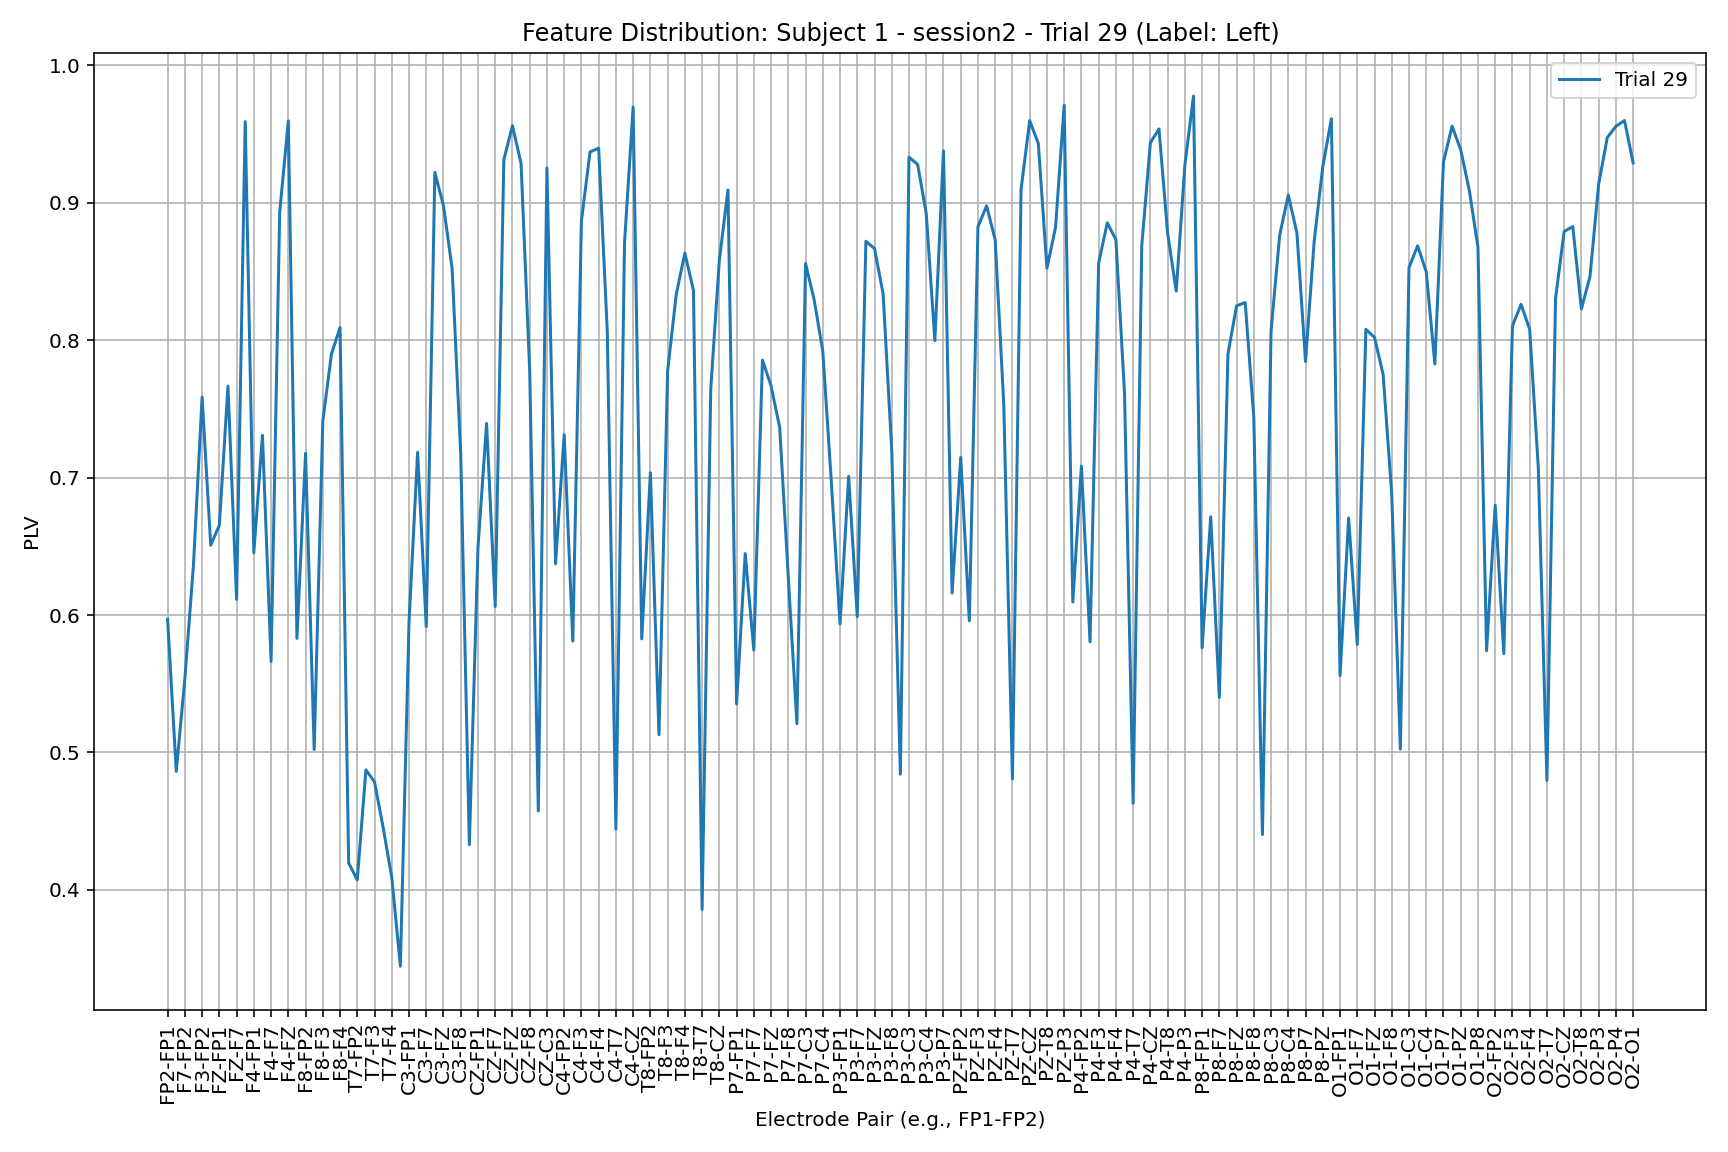 Feature Distribution: Subject 1 - session2 - Trial 29 (Label: Left)
Trial 29
1.0
0.9
0.8
0.7
0.6
0.5
0.4
PLV
FP2-FP1
F7-FP2
F3-FP2
FZ-FP1
FZ-F7
F4-FP1
F4-F7
F4-FZ
F8-FP2
F8-F3
F8-F4
T7-FP2
T7-F3
T7-F4
C3-FP1
C3-F7
C3-FZ
C3-F8
CZ-FP1
CZ-F7
CZ-FZ
CZ-F8
CZ-C3
C4-FP2
C4-F3
C4-F4
C4-T7
C4-CZ
T8-FP2
T8-F3
T8-F4
T8-T7
T8-CZ
P7-FP1
P7-F7
P7-FZ
P7-F8
P7-C3
P7-C4
P3-FP1
P3-F7
P3-FZ
P3-F8
P3-C3
P3-C4
P3-P7
PZ-FP2
PZ-F3
PZ-F4
PZ-T7
PZ-CZ
PZ-T8
PZ-P3
P4-FP2
P4-F3
P4-F4
P4-T7
P4-CZ
P4-T8
P4-P3
P8-FP1
P8-F7
P8-FZ
P8-F8
P8-C3
P8-C4
P8-P7
P8-PZ
O1-FP1
O1-F7
O1-FZ
O1-F8
O1-C3
O1-C4
O1-P7
O1-PZ
O1-P8
O2-FP2
O2-F3
O2-F4
O2-T7
O2-CZ
O2-T8
O2-P3
O2-P4
O2-O1
Electrode Pair (e.g., FP1-FP2)